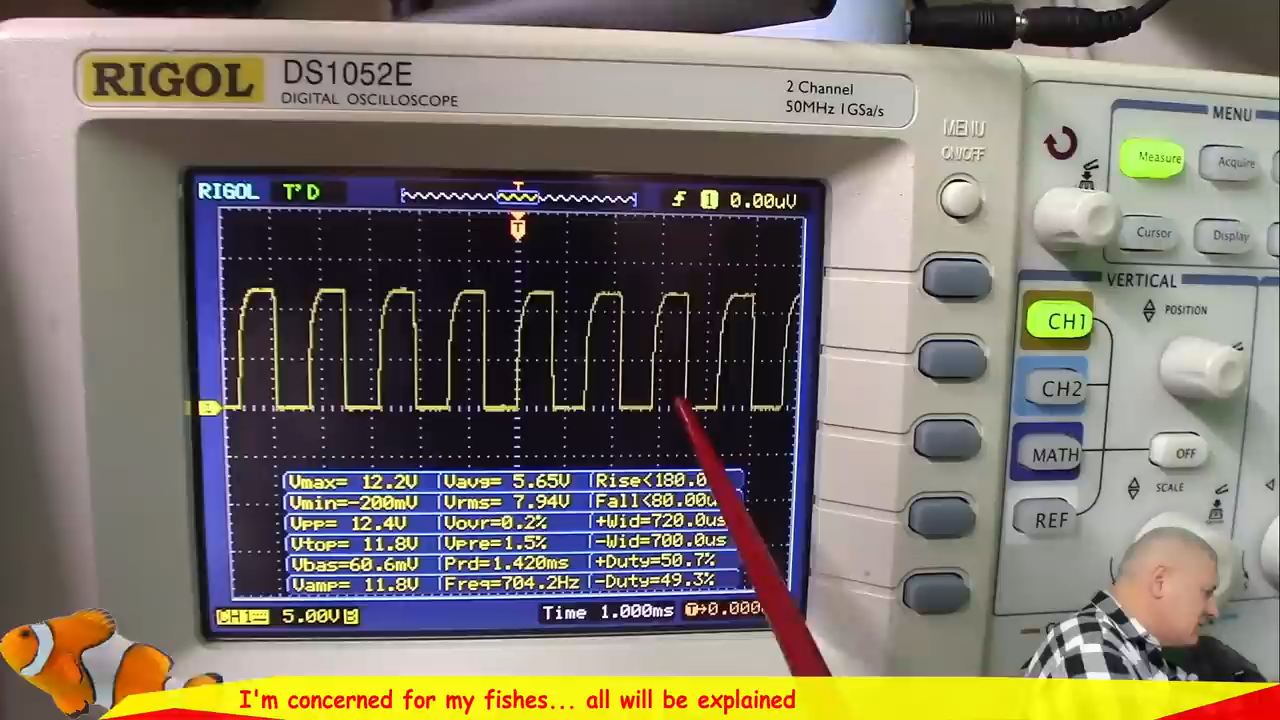 RIGOL DS1052E
DIGITAL OSCILLOSCOPE
2 Channel
50MHz 1GSa/s
MENU
ON/OFF
MENU
Measure
Acquire
Cursor
Display
RIGOL T'D
T
1 0.00uV
T
VERTICAL
POSITION
CH1
CH2
MATH
OFF
REF
SCALE
Vmax= 12.2V Vavg= 5.65V Rise<180.0
Vmin=-200mV Vrms= 7.94V Fall<80.00u
Vpp= 12.4V Vovr=0.2% +Wid=720.0us
Vtop= 11.8V Vpre=1.5% -Wid=700.0us
Vbas=60.6mV Prd=1.420ms +Duty=50.7%
Vamp= 11.8V Freq=704.2Hz -Duty=49.3%
CH1 5.00V B Time 1.000ms T→0.000
I'm concerned for my fishes... all will be explained